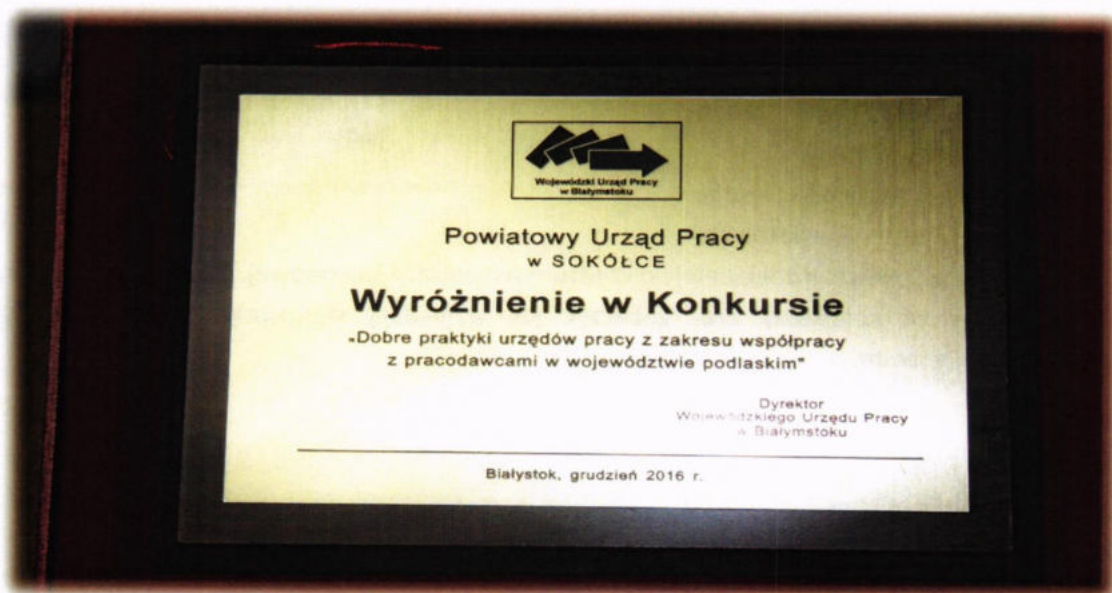 Wojewódzki Urząd Pracy
w Białymstoku
Powiatowy Urząd Pracy
w SOKÓŁCE
Wyróżnienie w Konkursie
„Dobre praktyki urzędów pracy z zakresu współpracy
z pracodawcami w województwie podlaskim"
Dyrektor
Wojewódzkiego Urzędu Pracy
w Białymstoku
Białystok, grudzień 2016 r.